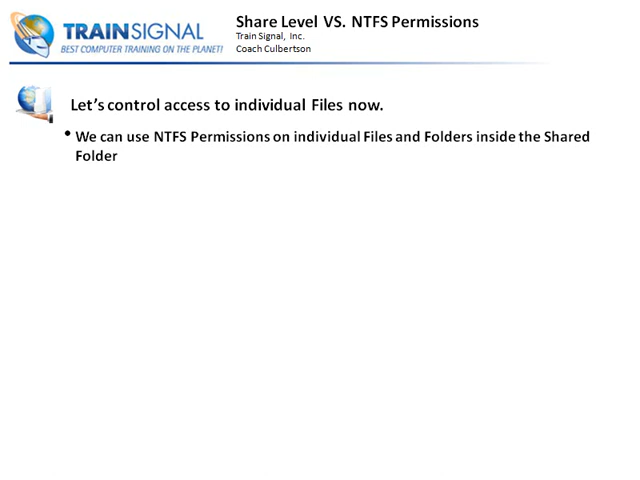 TRAINSIGNAL
BEST COMPUTER TRAINING ON THE PLANET!
Share Level VS. NTFS Permissions
Train Signal, Inc.
Coach Culbertson
Let's control access to individual Files now.
• We can use NTFS Permissions on individual Files and Folders inside the Shared
Folder